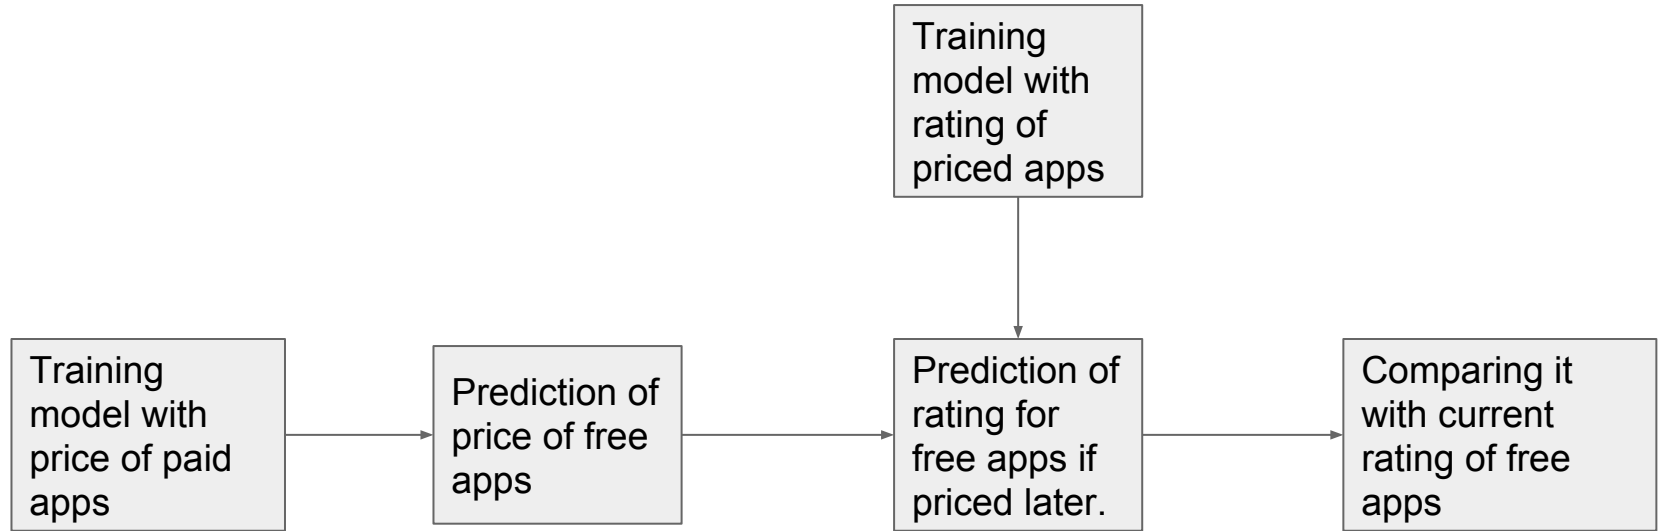 Training
model with
rating of
priced apps
Training
model with
price of paid
apps
Prediction of
price of free
apps
Prediction of
rating for
free apps if
priced later.
Comparing it
with current
rating of free
apps